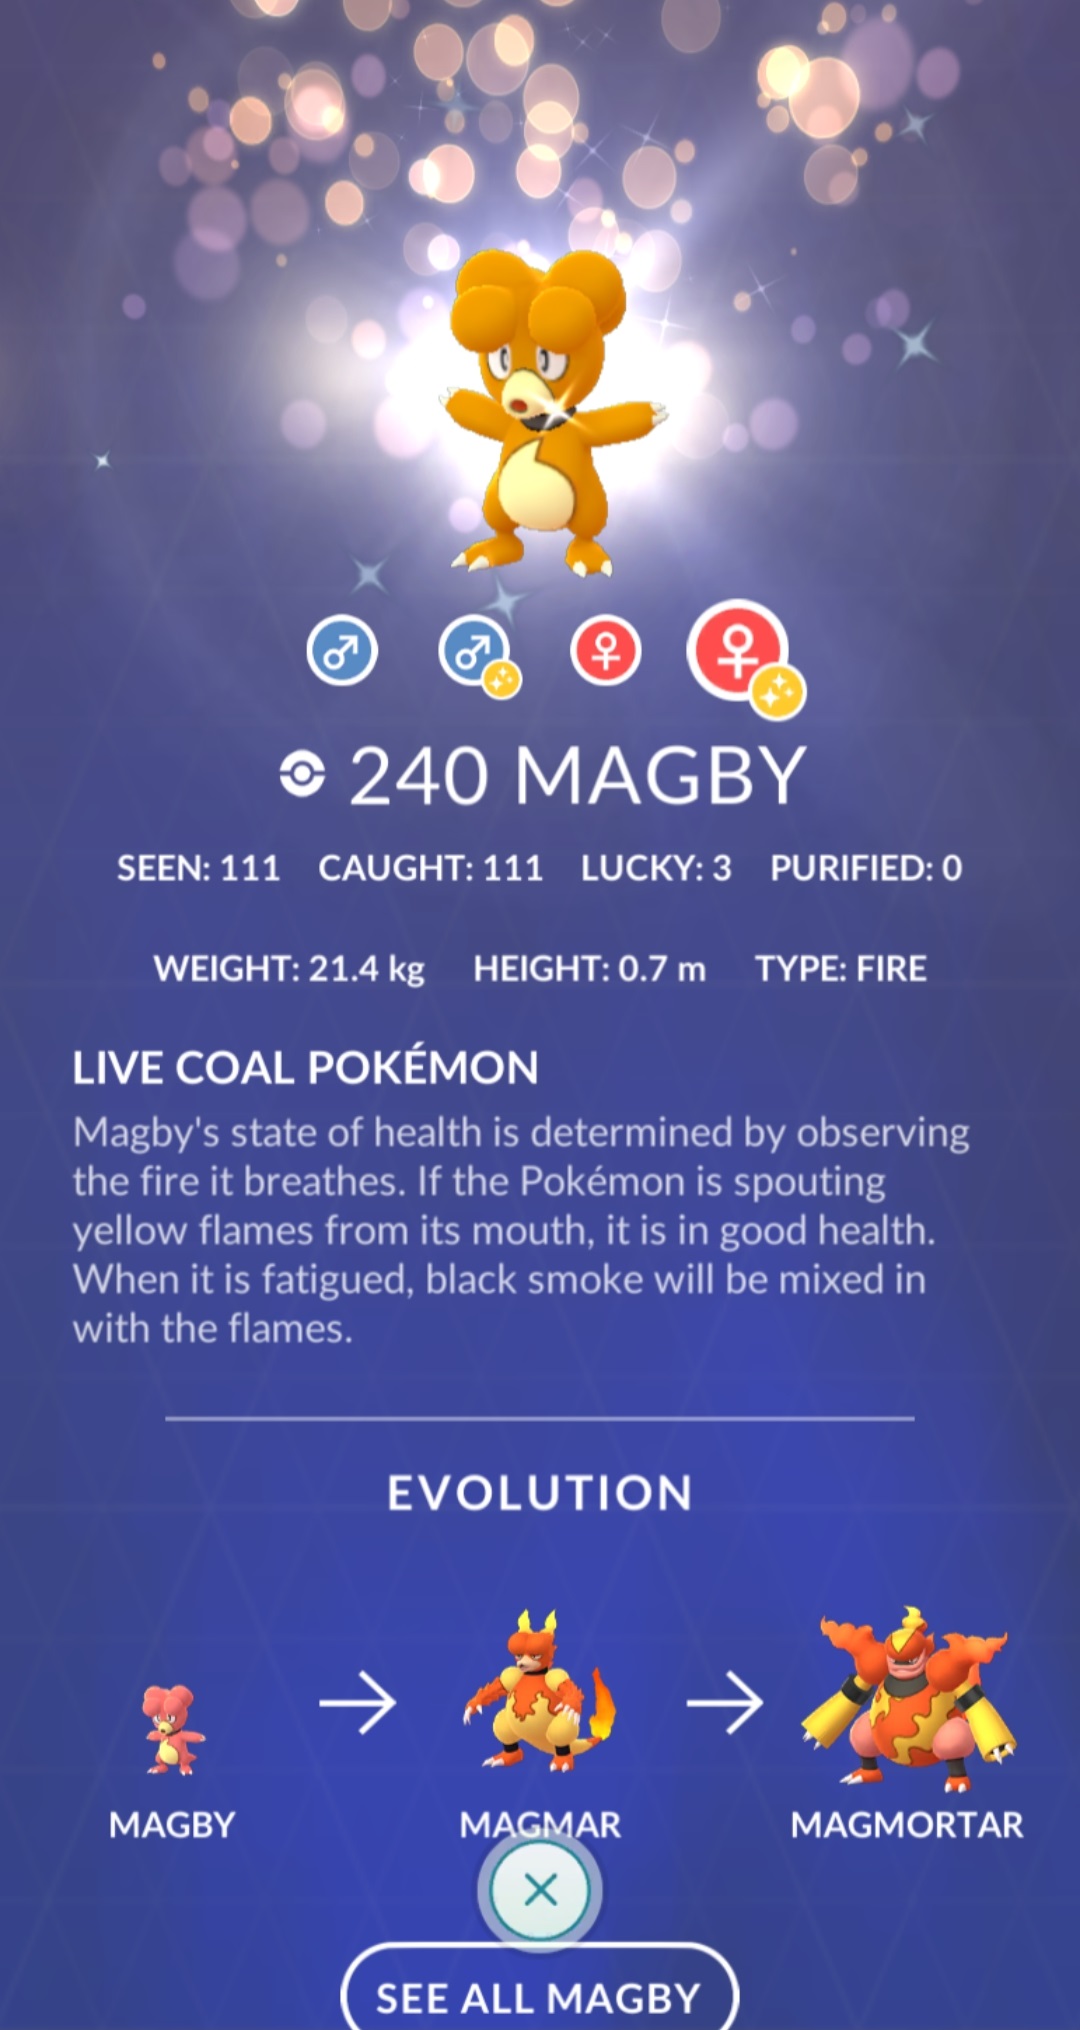 240 MAGBY
SEEN: 111 CAUGHT: 111 LUCKY: 3 PURIFIED: 0
WEIGHT: 21.4 kg HEIGHT: 0.7 m TYPE: FIRE
LIVE COAL POKÉMON
Magby's state of health is determined by observing
the fire it breathes. If the Pokémon is spouting
yellow flames from its mouth, it is in good health.
When it is fatigued, black smoke will be mixed in
with the flames.
EVOLUTION
MAGBY MAGMAR MAGMORTAR
SEE ALL MAGBY